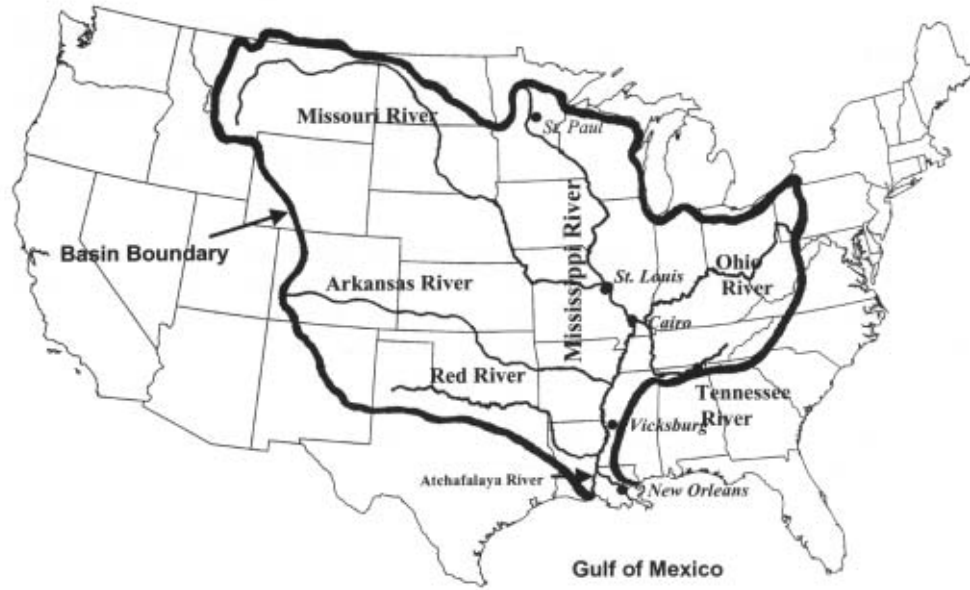 Missouri River
St. Paul
Mississippi River
Basin Boundary
Ohio
River
St. Louis
Arkansas River
Cairo
Red River
Tennessee
River
Vicksburg
Atchafalaya River
New Orleans
Gulf of Mexico